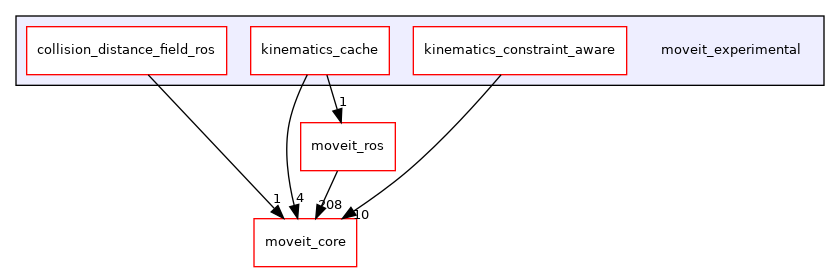 collision_distance_field_ros
kinematics_cache
kinematics_constraint_aware
moveit_experimental
1
moveit_ros
1
4
208
10
moveit_core